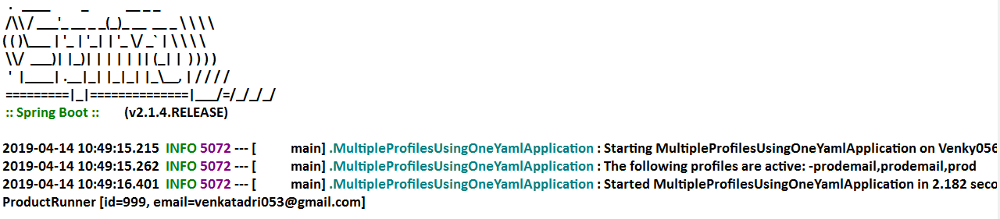 .   ____          _            __ _ _
 /\\ / ___'_ __ _ _(_)_ __  __ _ \ \ \ \
( ( )\___ | '_ | '_| | '_ \/ _` | \ \ \ \
 \\/  ___)| |_)| | | | | || (_| |  ) ) ) )
  '  |____| .__|_| |_|_| |_\__, | / / / /
 =========|_|==============|___/=/_/_/_/
:: Spring Boot ::       (v2.1.4.RELEASE)
2019-04-14 10:49:15.215  INFO 5072 --- [           main] .MultipleProfilesUsingOneYamlApplication : Starting MultipleProfilesUsingOneYamlApplication on Venky056
2019-04-14 10:49:15.262  INFO 5072 --- [           main] .MultipleProfilesUsingOneYamlApplication : The following profiles are active: -prodemail,prodemail,prod
2019-04-14 10:49:16.401  INFO 5072 --- [           main] .MultipleProfilesUsingOneYamlApplication : Started MultipleProfilesUsingOneYamlApplication in 2.182 seco
ProductRunner [id=999, email=venkatadri053@gmail.com]